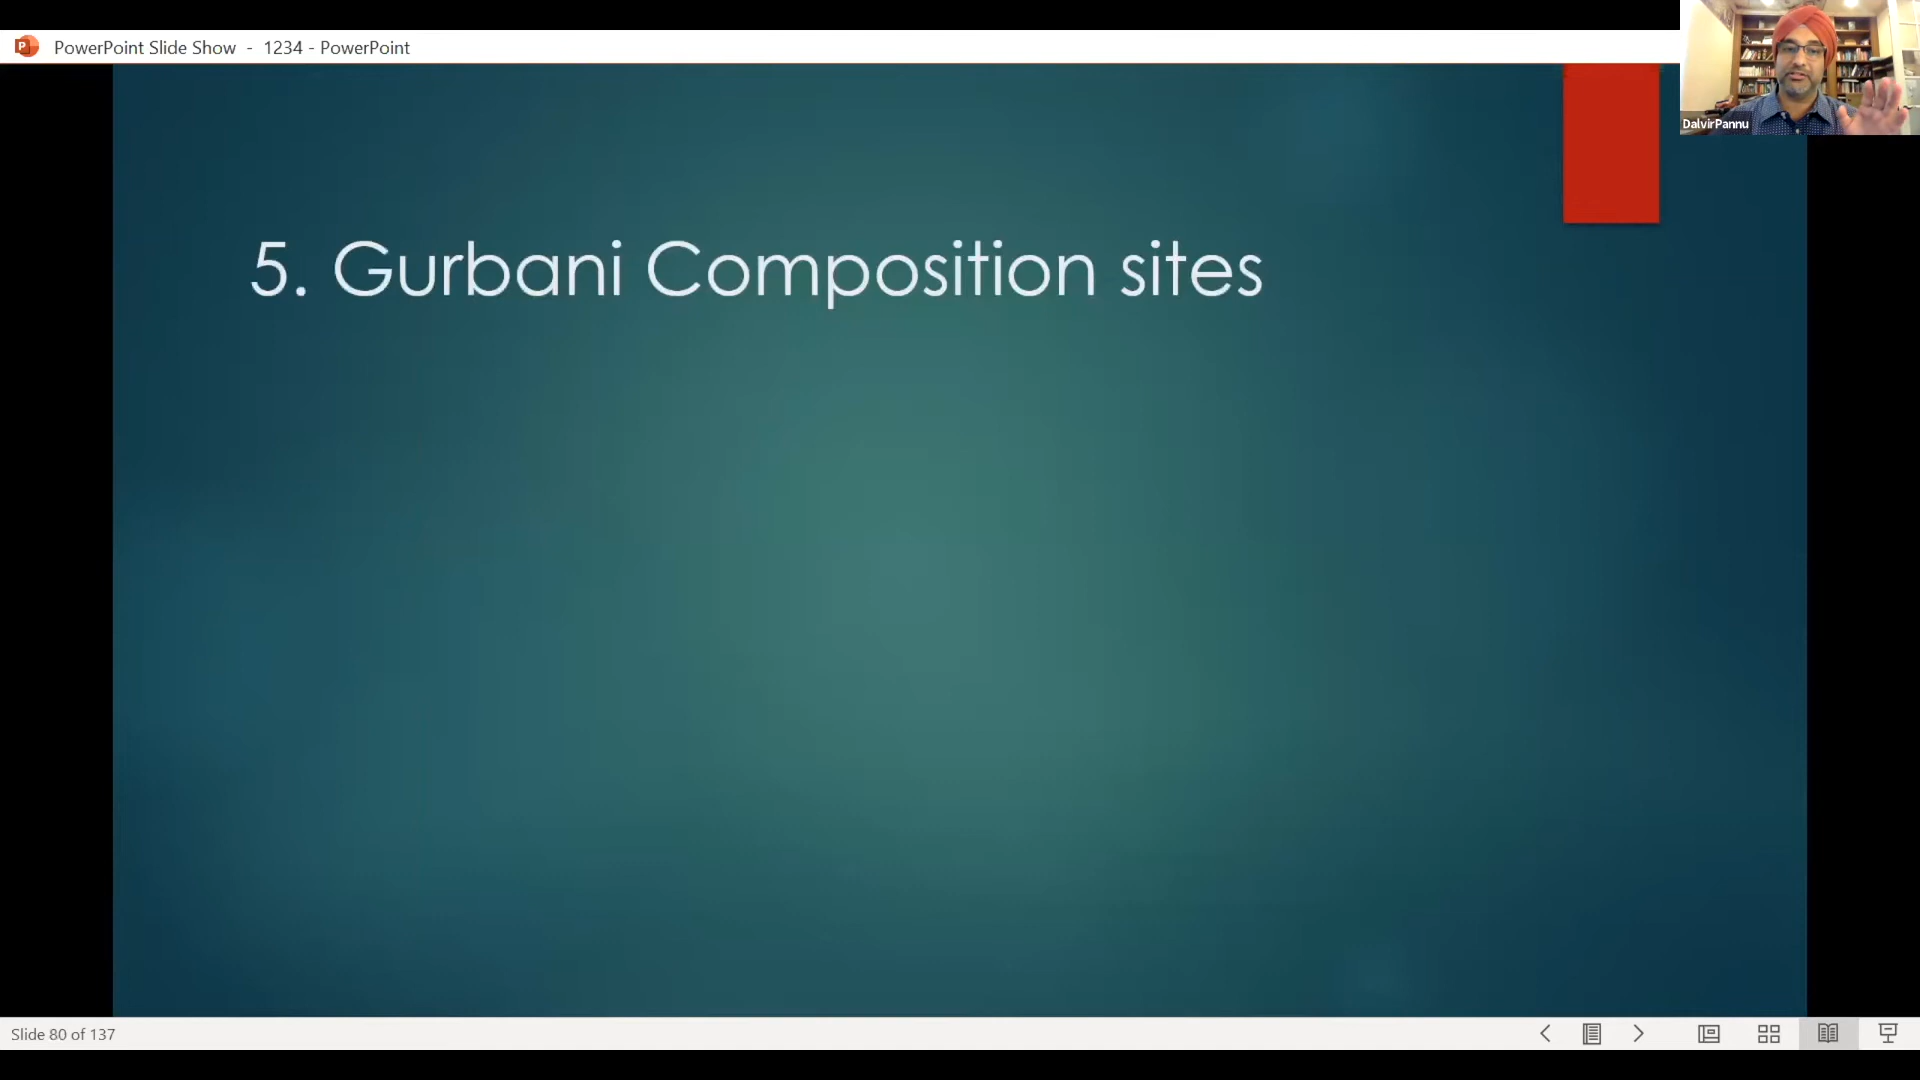 PowerPoint Slide Show - 1234 - PowerPoint
DalvirPannu
5. Gurbani Composition sites
Slide 80 of 137